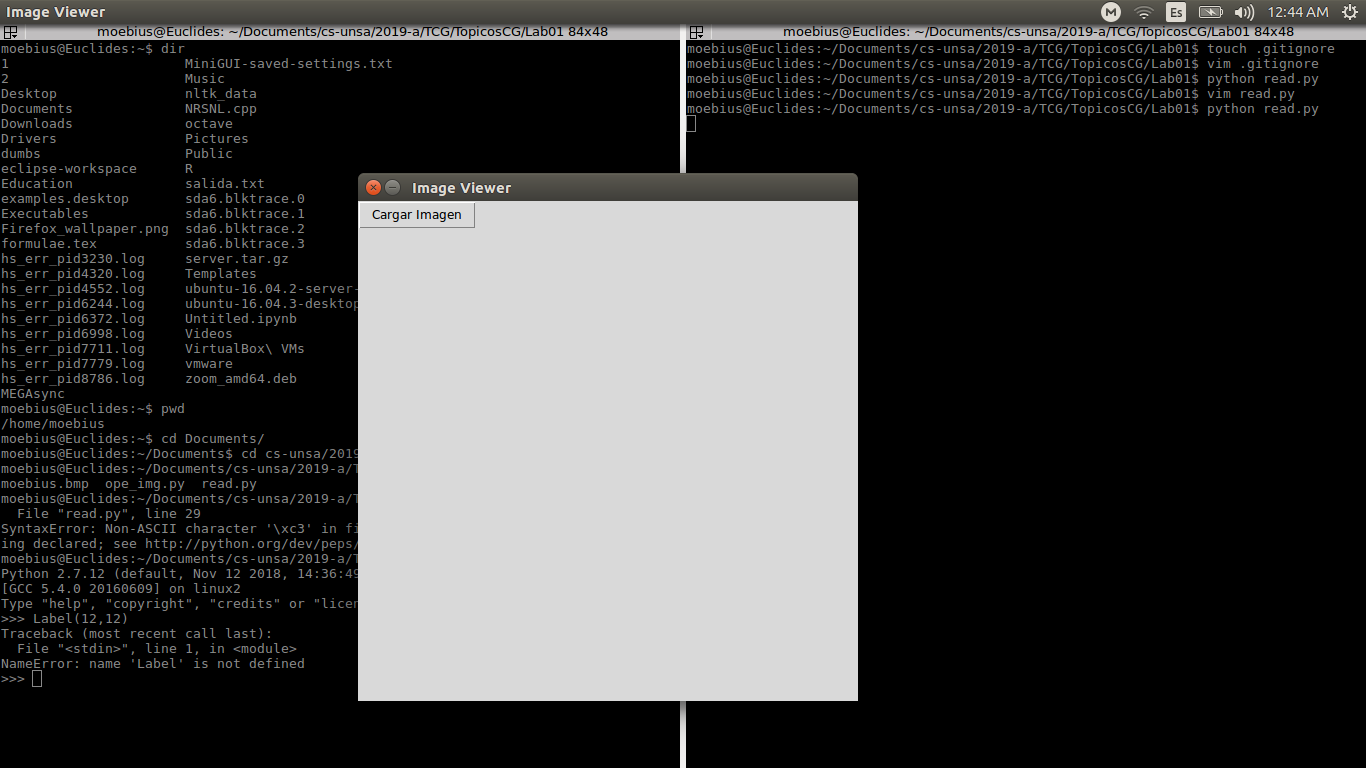 Image Viewer
M Es 12:44 AM
moebius@Euclides: ~/Documents/cs-unsa/2019-a/TCG/TopicosCG/Lab01 84x48
moebius@Euclides:~$ dir
1 MiniGUI-saved-settings.txt
2 Music
Desktop nltk_data
Documents NRSNL.cpp
Downloads octave
Drivers Pictures
dumbs Public
eclipse-workspace R
Education salida.txt
examples.desktop sda6.blktrace.0
Executables sda6.blktrace.1
Firefox_wallpaper.png sda6.blktrace.2
formulae.tex sda6.blktrace.3
hs_err_pid3230.log server.tar.gz
hs_err_pid4320.log Templates
hs_err_pid4552.log ubuntu-16.04.2-server-
hs_err_pid6244.log ubuntu-16.04.3-desktop
hs_err_pid6372.log Untitled.ipynb
hs_err_pid6998.log Videos
hs_err_pid7711.log VirtualBox\ VMs
hs_err_pid7779.log vmware
hs_err_pid8786.log zoom_amd64.deb
MEGAsync
moebius@Euclides:~$ pwd
/home/moebius
moebius@Euclides:~$ cd Documents/
moebius@Euclides:~/Documents$ cd cs-unsa/2019
moebius@Euclides:~/Documents/cs-unsa/2019-a/T
moebius.bmp ope_img.py read.py
moebius@Euclides:~/Documents/cs-unsa/2019-a/T
File "read.py", line 29
SyntaxError: Non-ASCII character '\xc3' in fi
ing declared; see http://python.org/dev/peps/
moebius@Euclides:~/Documents/cs-unsa/2019-a/T
Python 2.7.12 (default, Nov 12 2018, 14:36:49
[GCC 5.4.0 20160609] on linux2
Type "help", "copyright", "credits" or "licen
>>> Label(12,12)
Traceback (most recent call last):
File "<stdin>", line 1, in <module>
NameError: name 'Label' is not defined
>>>
moebius@Euclides: ~/Documents/cs-unsa/2019-a/TCG/TopicosCG/Lab01 84x48
moebius@Euclides:~/Documents/cs-unsa/2019-a/TCG/TopicosCG/Lab01$ touch .gitignore
moebius@Euclides:~/Documents/cs-unsa/2019-a/TCG/TopicosCG/Lab01$ vim .gitignore
moebius@Euclides:~/Documents/cs-unsa/2019-a/TCG/TopicosCG/Lab01$ python read.py
moebius@Euclides:~/Documents/cs-unsa/2019-a/TCG/TopicosCG/Lab01$ vim read.py
moebius@Euclides:~/Documents/cs-unsa/2019-a/TCG/TopicosCG/Lab01$ python read.py
Image Viewer
Cargar Imagen